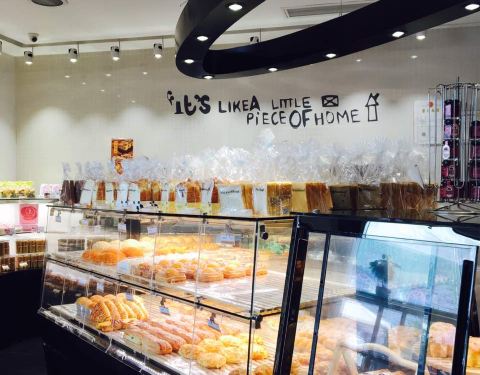 it's LIKE A LITTLE
PIECE OF HOME